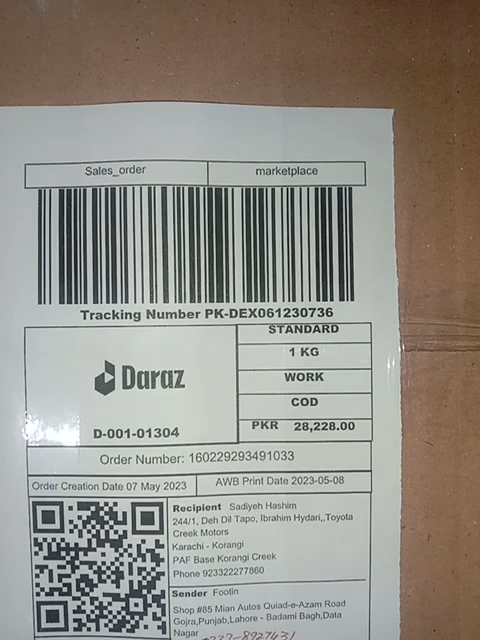 Sales_order marketplace
Tracking Number PK-DEX061230736
STANDARD
1 KG
WORK
COD
PKR 28,228.00
Daraz
D-001-01304
Order Number: 160229293491033
Order Creation Date 07 May 2023 AWB Print Date 2023-05-08
Recipient Sadiyeh Hashim
244/1, Deh Dil Tapo, Ibrahim Hydari,,Toyota
Creek Motors
Karachi - Korangi
PAF Base Korangi Creek
Phone 923322277860
Sender Footin
Shop #85 Mian Autos Quiad-e-Azam Road
Gojra,Punjab,Lahore - Badami Bagh,Data
Nagar